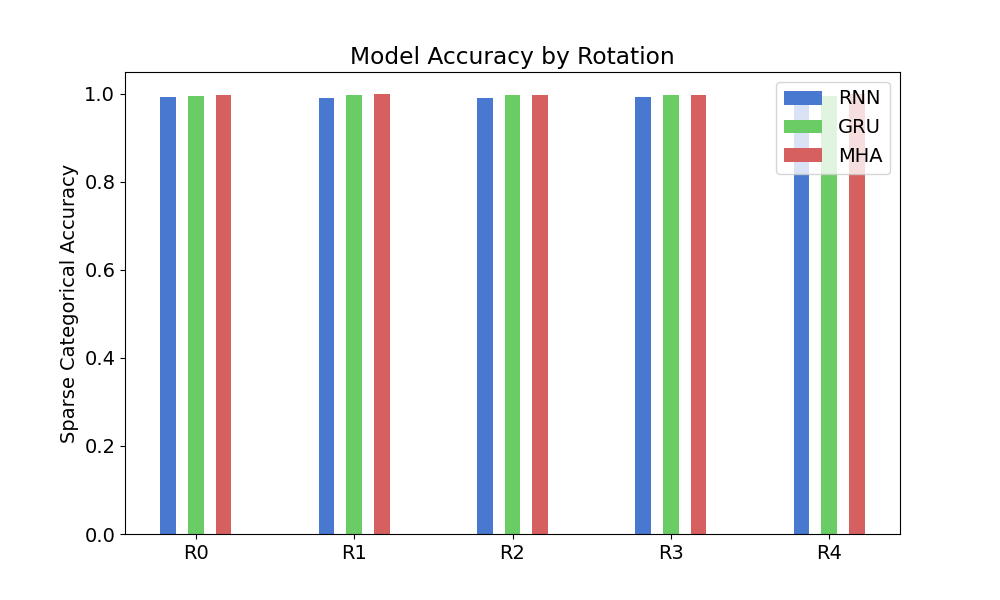 Model Accuracy by Rotation
Sparse Categorical Accuracy
1.0
0.8
0.6
0.4
0.2
0.0
R0
R1
R2
R3
R4
RNN
GRU
MHA